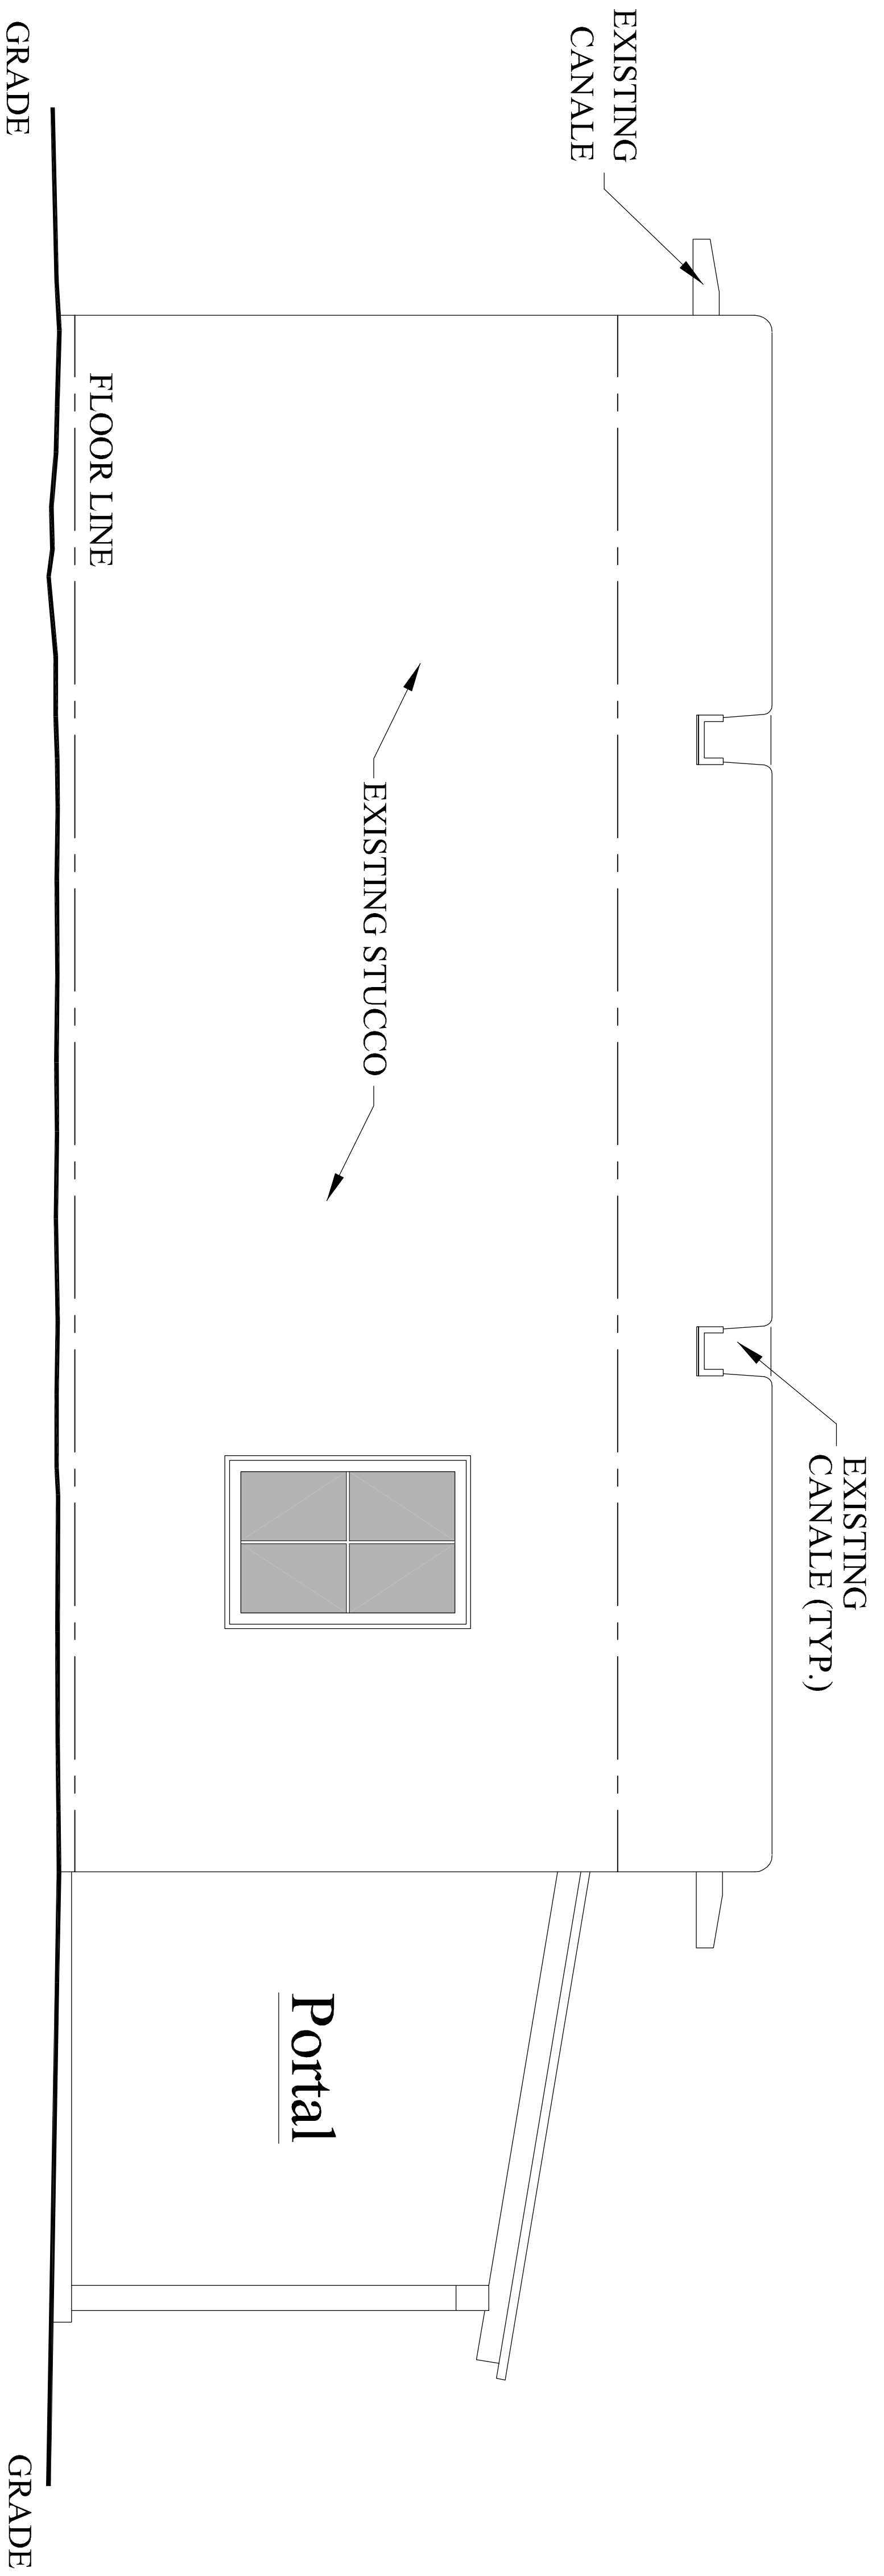 EXISTING
CANALE
EXISTING
CANALE (TYP.)
EXISTING STUCCO
Portal
FLOOR LINE
GRADE
GRADE